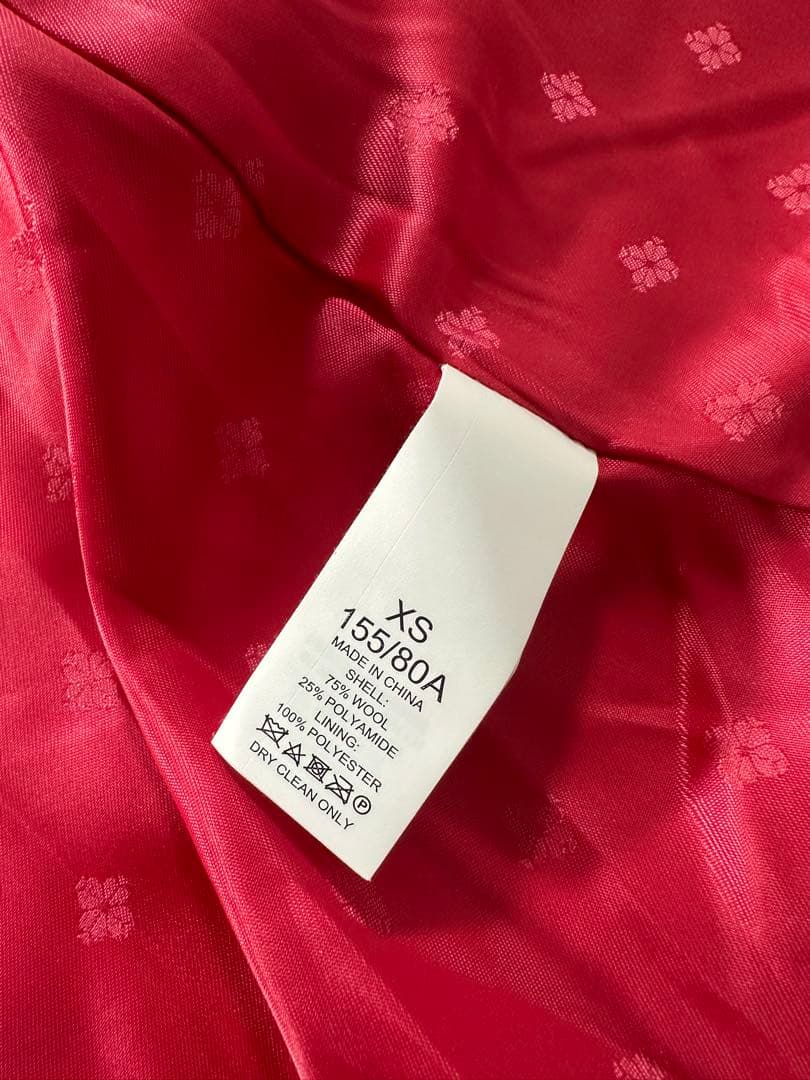 XS
155/80A
MADE IN CHINA
SHELL:
75% WOOL
25% POLYAMIDE
LINING:
100% POLYESTER
P
DRY CLEAN ONLY